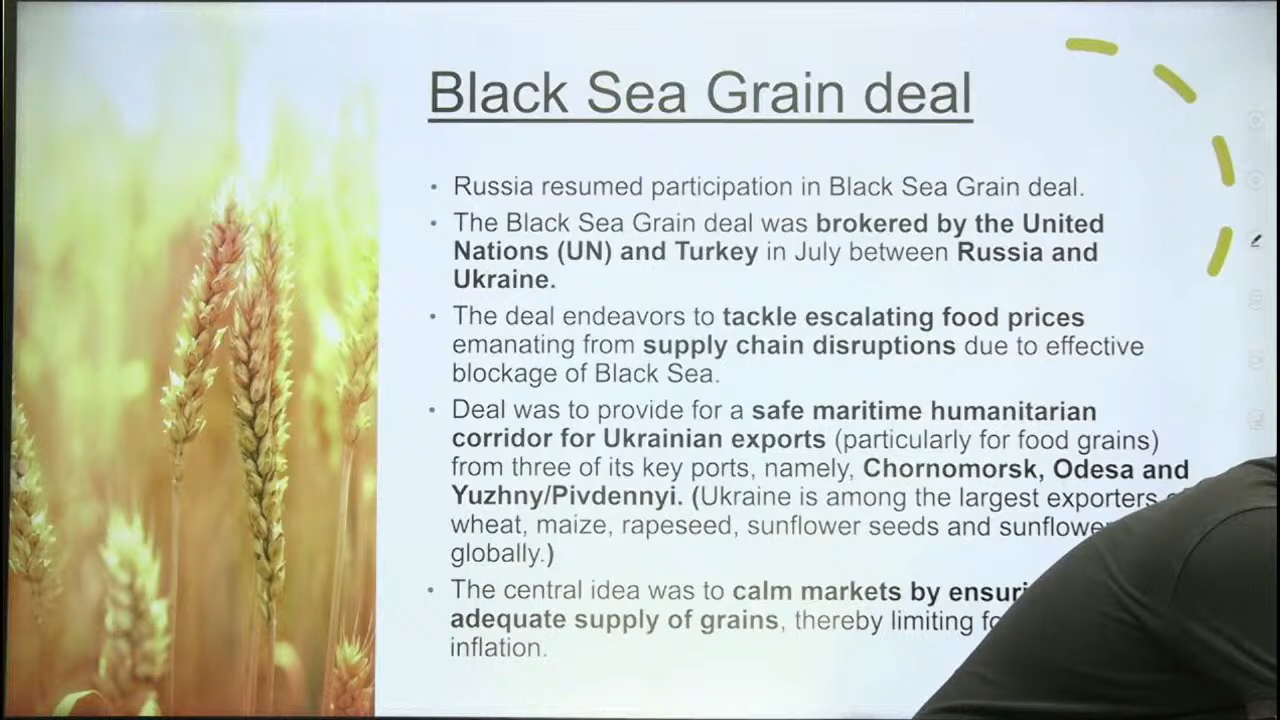 Black Sea Grain deal
• Russia resumed participation in Black Sea Grain deal.
• The Black Sea Grain deal was brokered by the United
Nations (UN) and Turkey in July between Russia and
Ukraine.
• The deal endeavors to tackle escalating food prices
emanating from supply chain disruptions due to effective
blockage of Black Sea.
• Deal was to provide for a safe maritime humanitarian
corridor for Ukrainian exports (particularly for food grains)
from three of its key ports, namely, Chornomorsk, Odesa and
Yuzhny/Pivdennyi. (Ukraine is among the largest exporters
wheat, maize, rapeseed, sunflower seeds and
globally.)
• The central idea was to calm markets by
adequate supply of grains, thereby limiting
inflation.